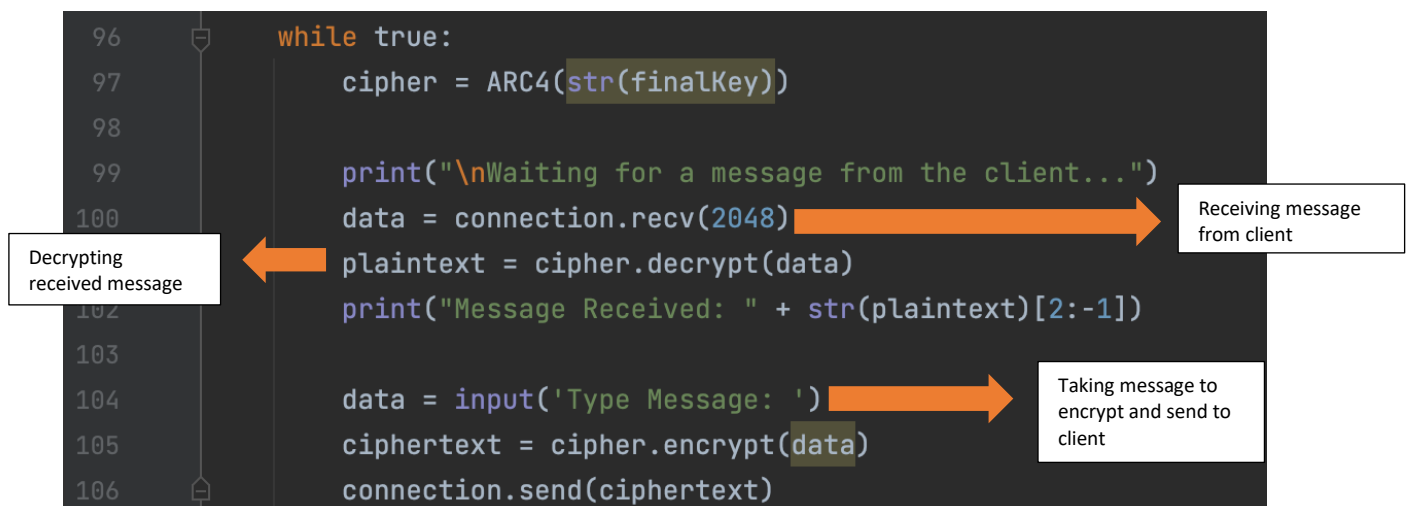 96 while true:
97 cipher = ARC4(str(finalKey))
98
99 print("\nWaiting for a message from the client...")
100 data = connection.recv(2048)
Receiving message
from client
Decrypting
received message
plaintext = cipher.decrypt(data)
102 print("Message Received: " + str(plaintext)[2:-1])
103
104 data = input('Type Message: ')
Taking message to
encrypt and send to
client
105 ciphertext = cipher.encrypt(data)
106 connection.send(ciphertext)